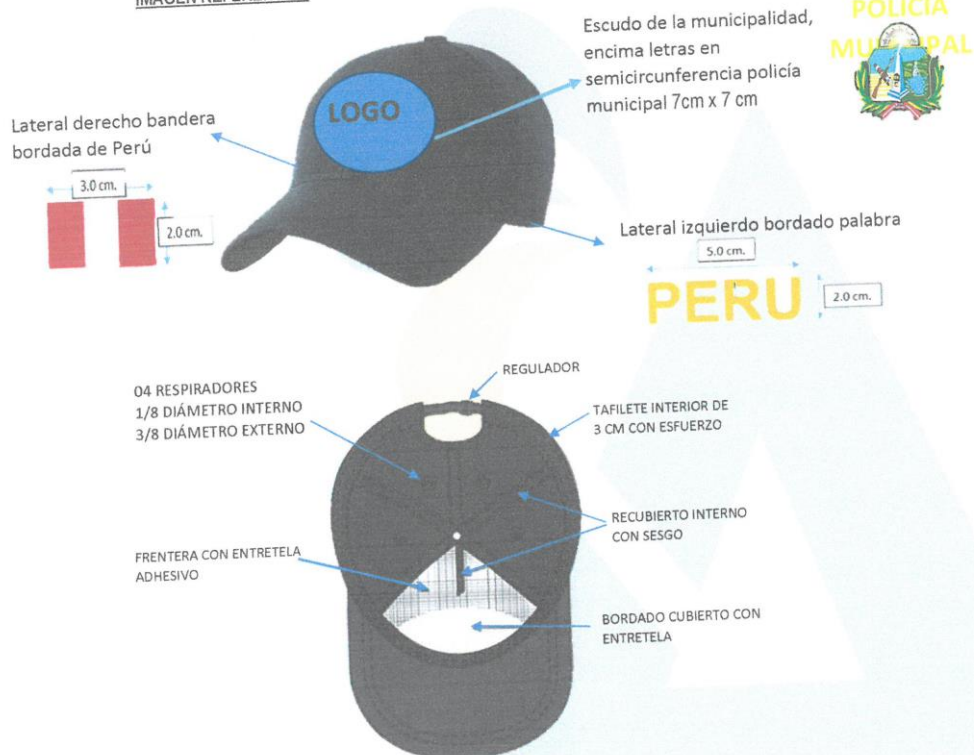 IMAGEN
Escudo de la municipalidad,
encima letras en
semicircunferencia policía
municipal 7cm x 7 cm
POLICIA
LOGO
Lateral derecho bandera
bordada de Perú
3.0 cm.
2.0 cm.
Lateral izquierdo bordado palabra
5.0 cm.
PERU
2.0 cm.
REGULADOR
04 RESPIRADORES
1/8 DIÁMETRO INTERNO
3/8 DIÁMETRO EXTERNO
TAFILETE INTERIOR DE
3 CM CON ESFUERZO
RECUBIERTO INTERNO
CON SESGO
FRENTERA CON ENTRETELA
ADHESIVO
BORDADO CUBIERTO CON
ENTRETELA